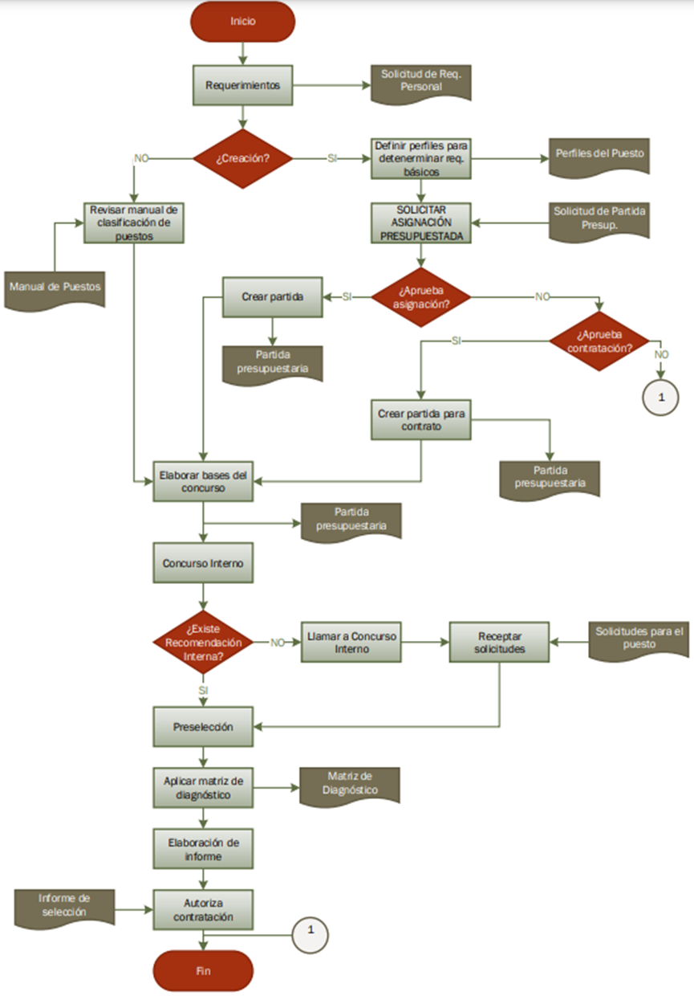 Inicio
Requerimientos
Solicitud de Req.
Personal
¿Creación?
NO
SI
Definir perfiles para
detenerminar req.
básicos
Perfiles del Puesto
Revisar manual de
clasificación de
puestos
SOLICITAR
ASIGNACIÓN
PRESUPUESTADA
Solicitud de Partida
Presup.
Manual de Puestos
Crear partida
SI
¿Aprueba
asignación?
NO
¿Aprueba
contratación?
SI
NO
1
Partida
presupuestaria
Crear partida para
contrato
Partida
presupuestaria
Elaborar bases del
concurso
Partida
presupuestaria
Concurso Interno
¿Existe
Recomendación
Interna?
NO
Llamar a Concurso
Interno
Receptar
solicitudes
Solicitudes para el
puesto
SI
Preselección
Aplicar matriz de
diagnóstico
Matriz de
Diagnóstico
Elaboración de
informe
Informe de
selección
Autoriza
contratación
1
Fin